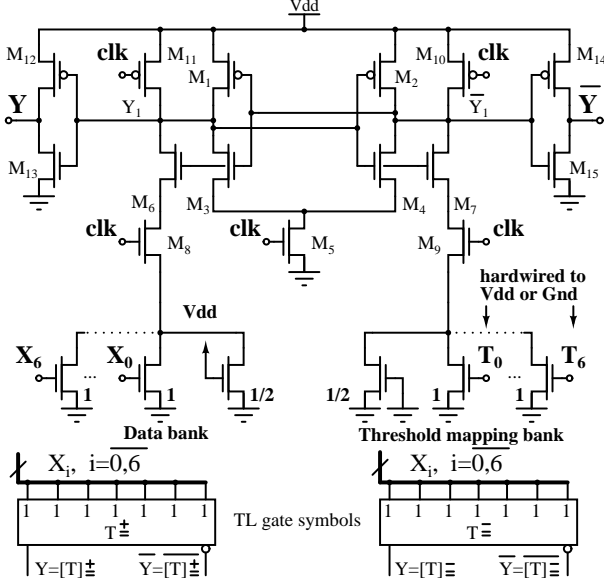 Vdd
M12 clk M11 M10 clk M14
M1 M2
Y Y1 Y̅1 Y̅
M13 M15
M6 M3 M4 M7
clk M8 clk M5 M9 clk
hardwired to
Vdd or Gnd
Vdd
X6 X0 T0 T6
... ...
1 1 1/2 1/2 1 1
Data bank Threshold mapping bank
Xi, i=0,6 Xi, i=0,6
1 1 1 1 1 1 1 1 1 1 1 1 1 1
T± TL gate symbols T=
Y=[T]± Y̅=[T]± Y=[T]= Y̅=[T]=